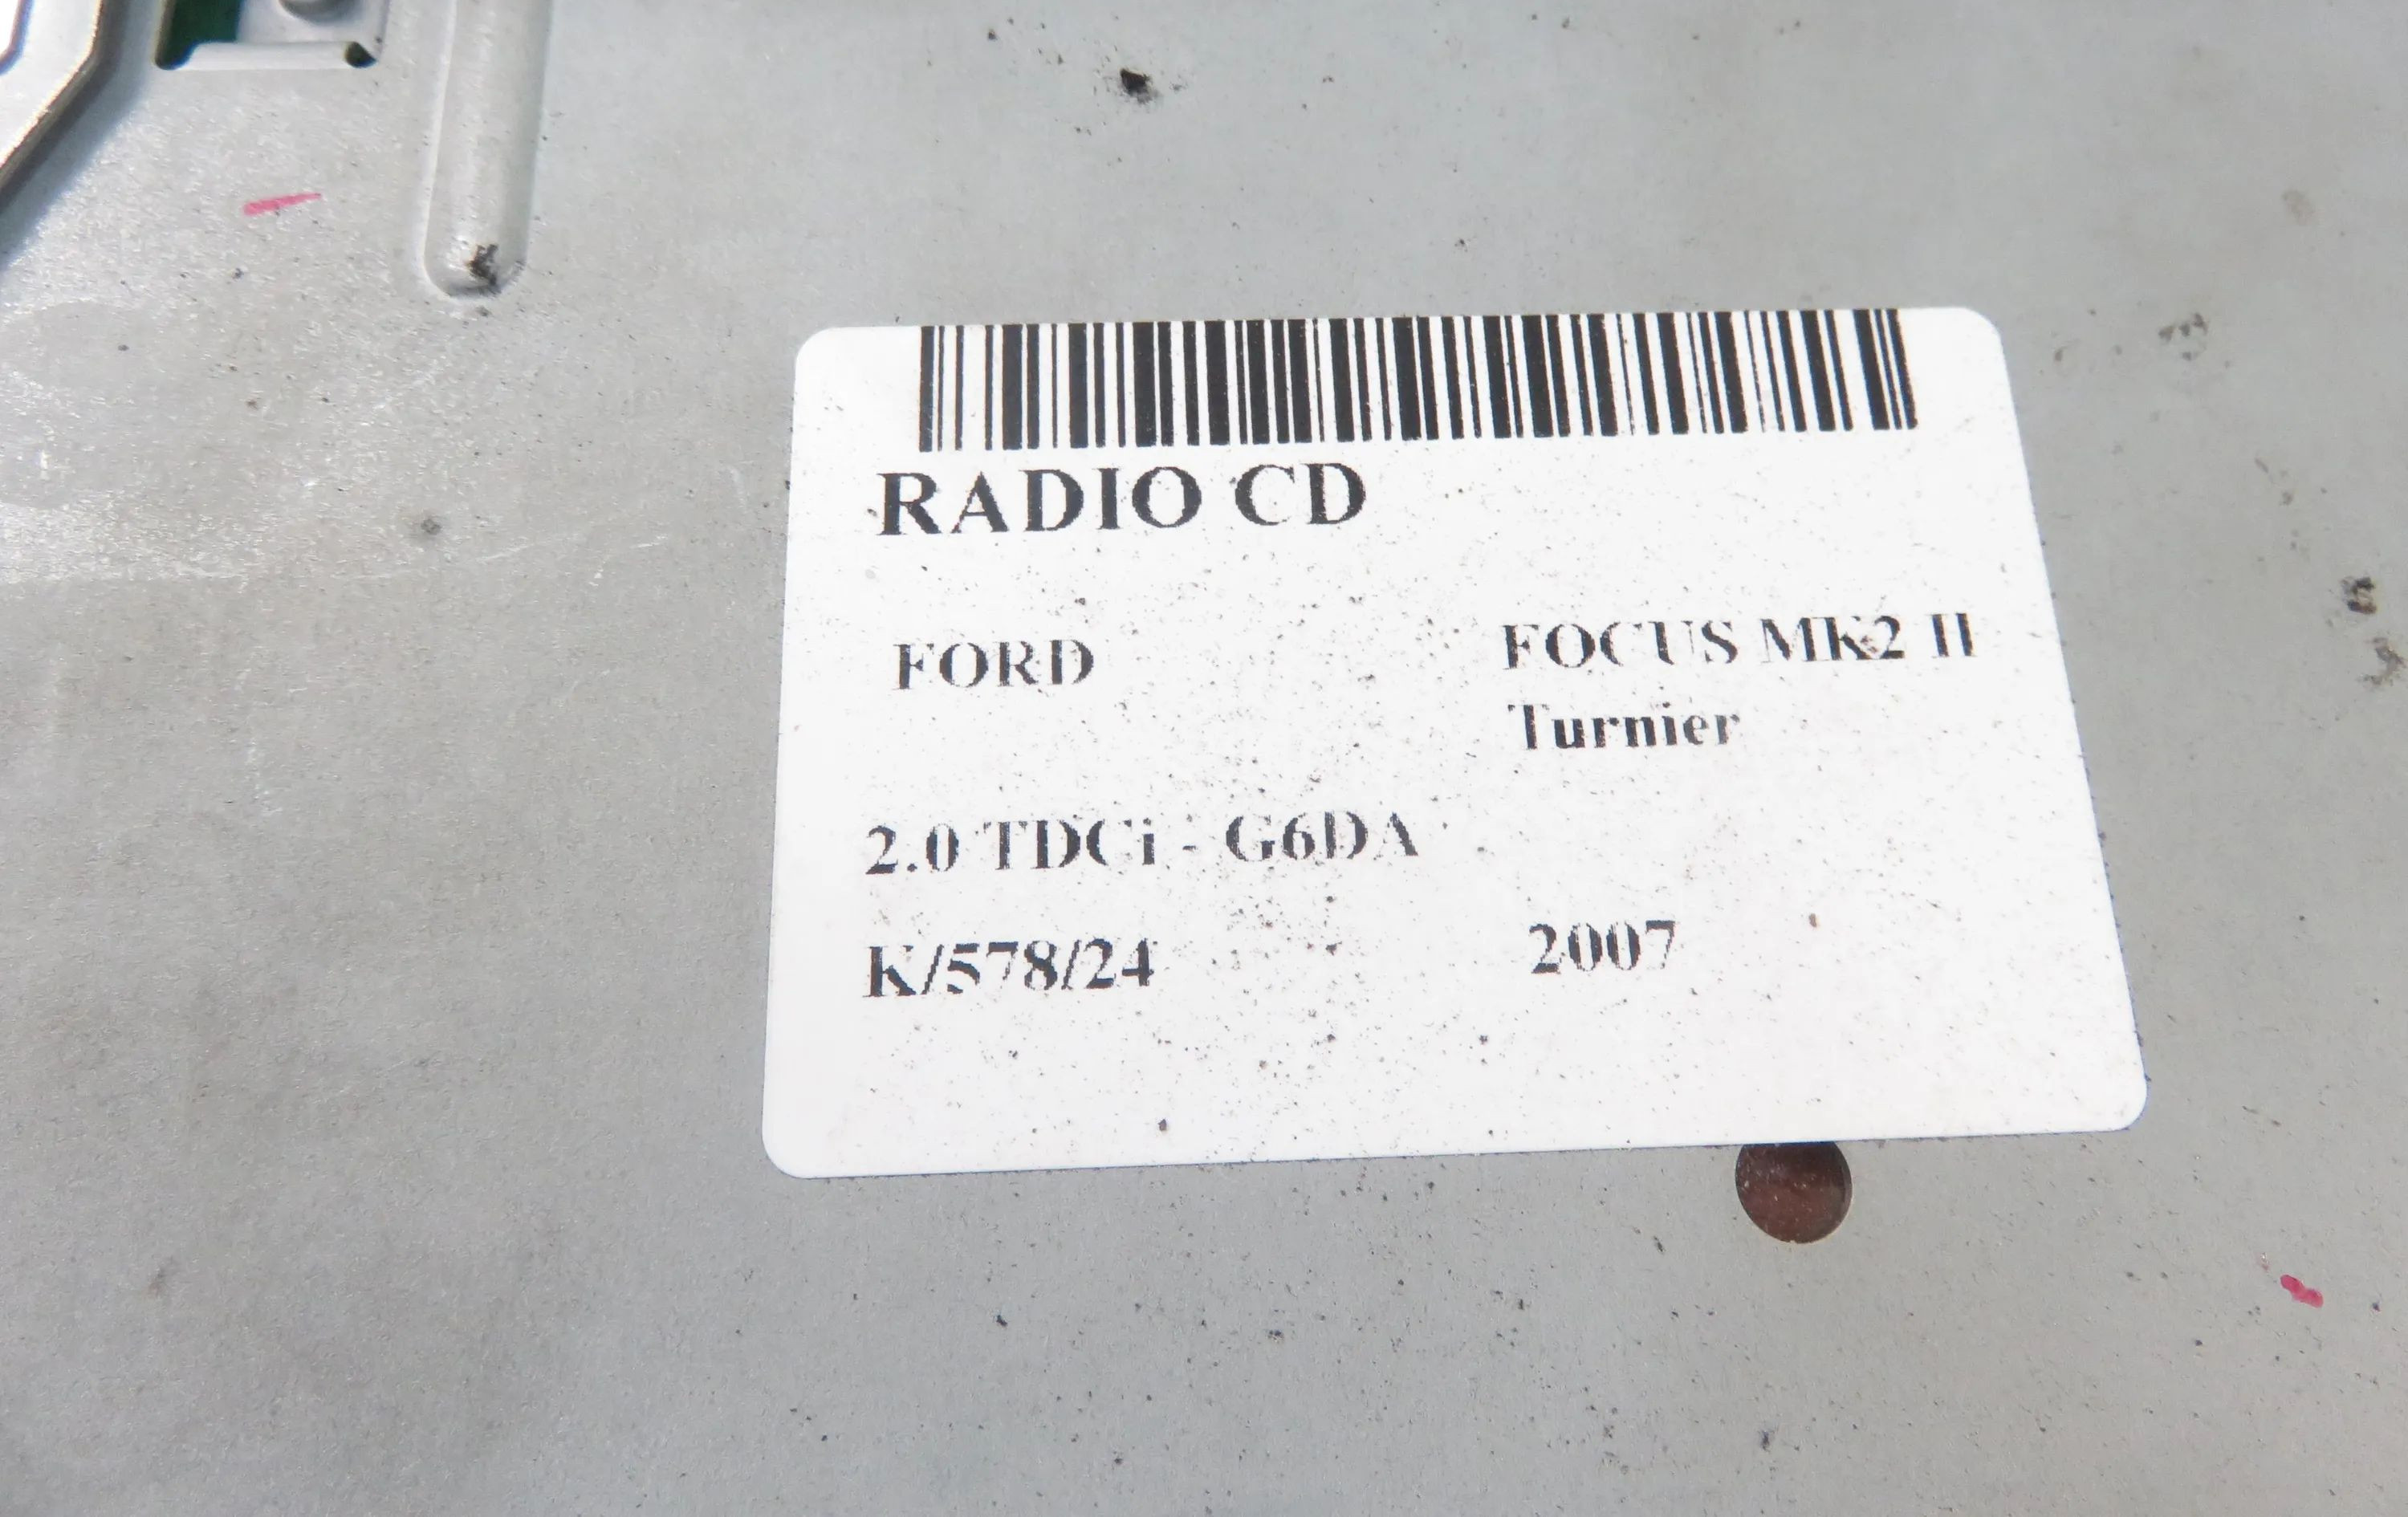 RADIO CD
FORD
FOCUS MK2 II
Turnier
2.0 TDCi - G6DA
K/578/24
2007